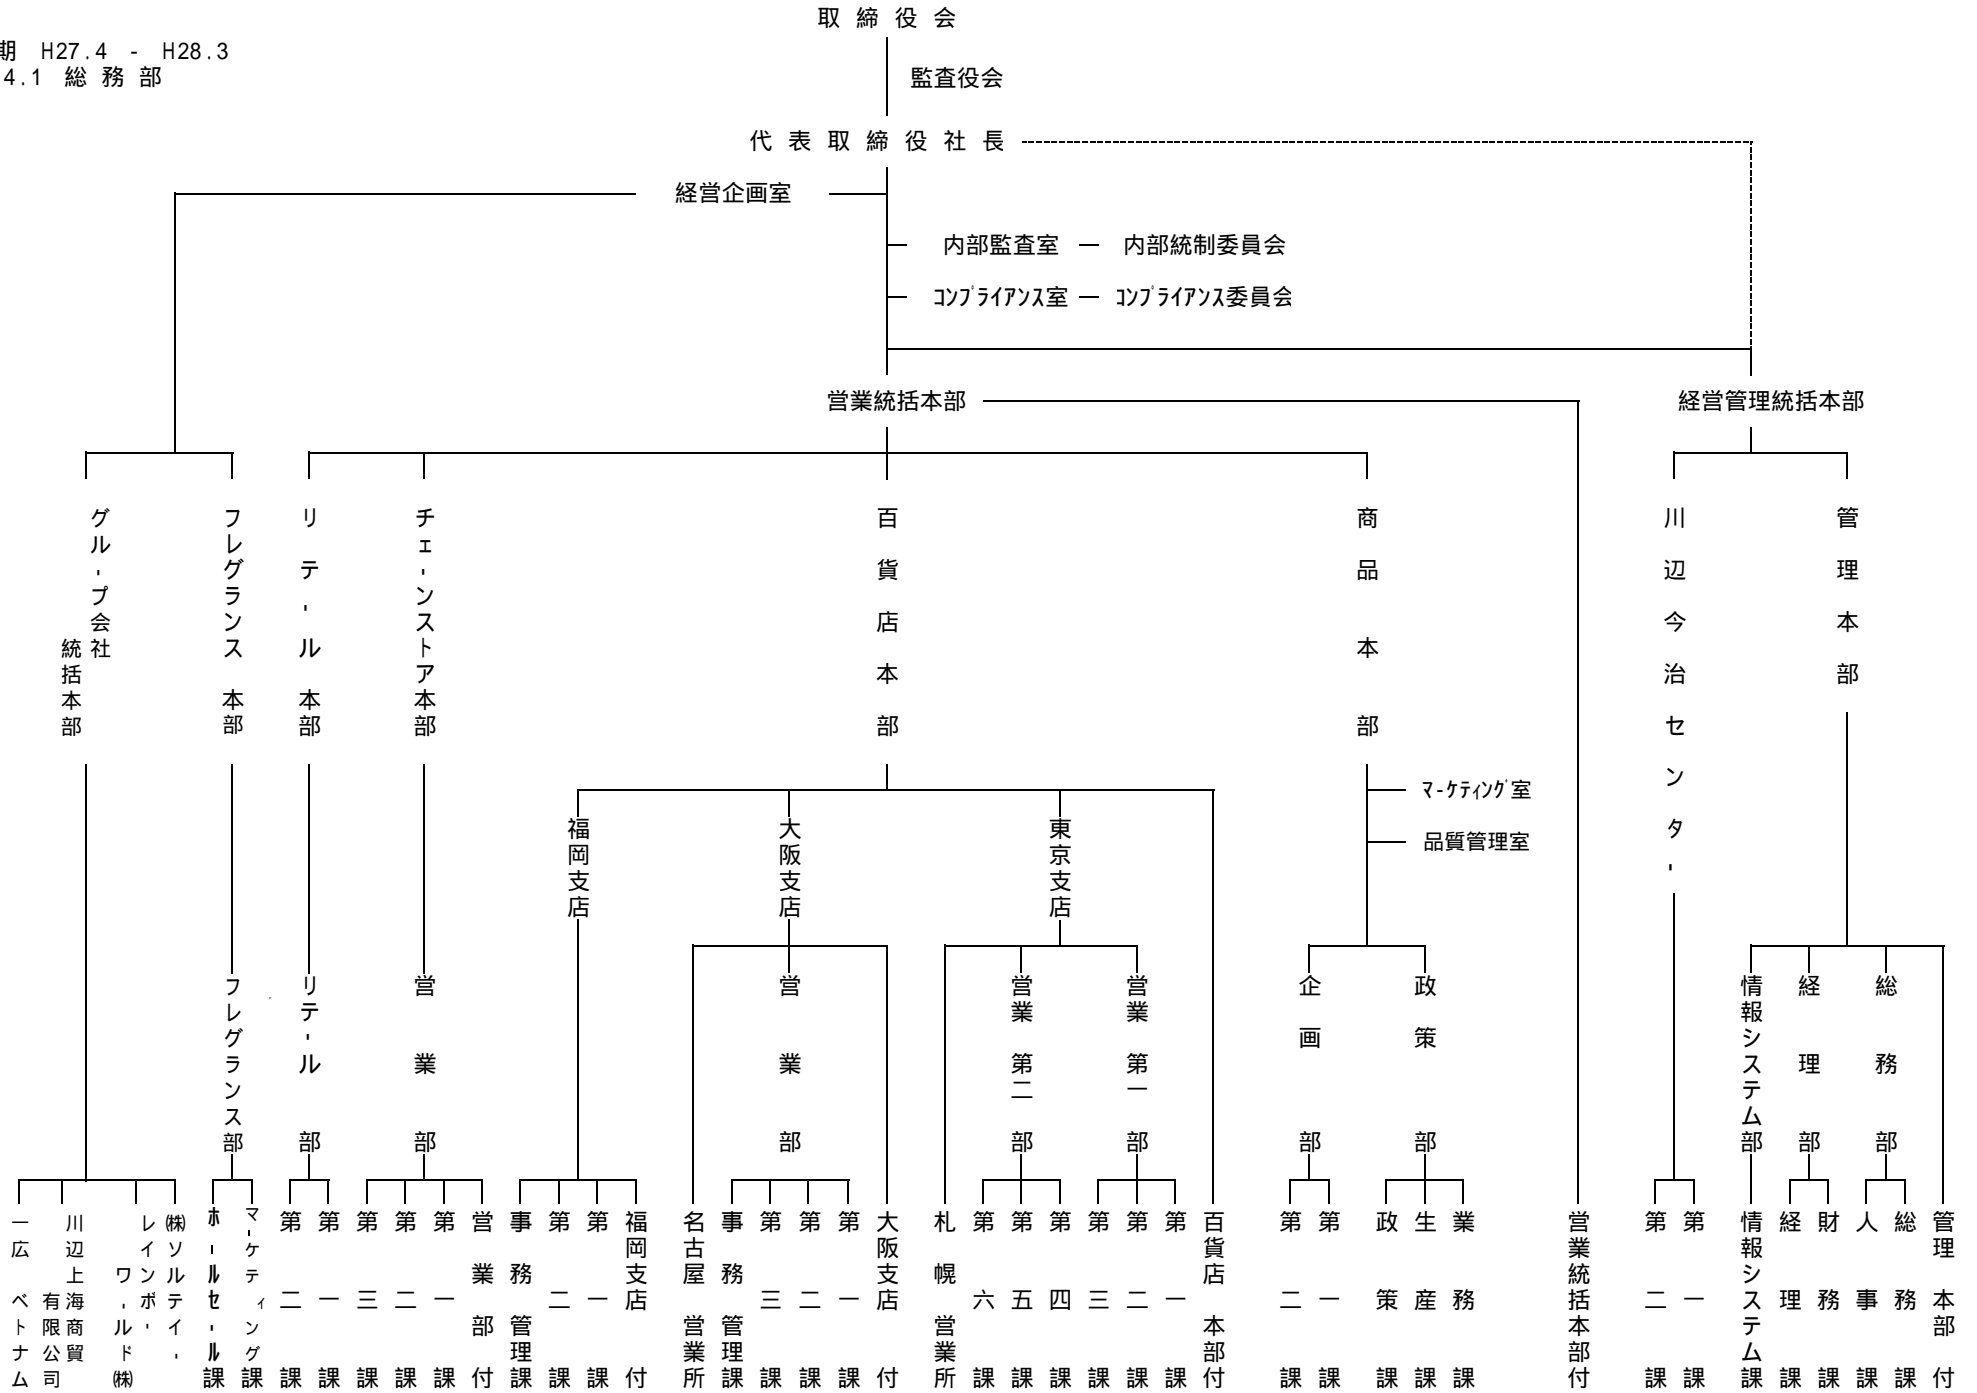 取締役会
期 H27.4 - H28.3
4.1 総務部
監査役会
代表取締役社長
経営企画室
内部監査室
内部統制委員会
コンプライアンス室
コンプライアンス委員会
営業統括本部
経営管理統括本部
グループ会社
統括本部
フレグランス 本部
リテール 本部
チェーンストア本部
百貨店本部
商品本部
川辺今治センター
管理本部
マーケティング室
品質管理室
福岡支店
大阪支店
東京支店
フレグランス部
リテール部
営業部
営業部
営業第二部
営業第一部
企画部
政策部
情報システム部
経理部
総務部
一広 ベトナム
川辺上海商貿
有限公司
レインボー
ワールド㈱
㈱ソルティー
ホールセール課
マーケティング課
第二課
第一課
第三課
第二課
第一課
営業部付
事務管理課
第二課
第一課
福岡支店付
名古屋営業所
事務管理課
第三課
第二課
第一課
大阪支店付
札幌営業所
第六課
第五課
第四課
第三課
第二課
第一課
百貨店本部付
第二課
第一課
政策課
生産課
業務課
営業統括本部付
第二課
第一課
情報システム課
経理課
財務課
人事課
総務課
管理本部付